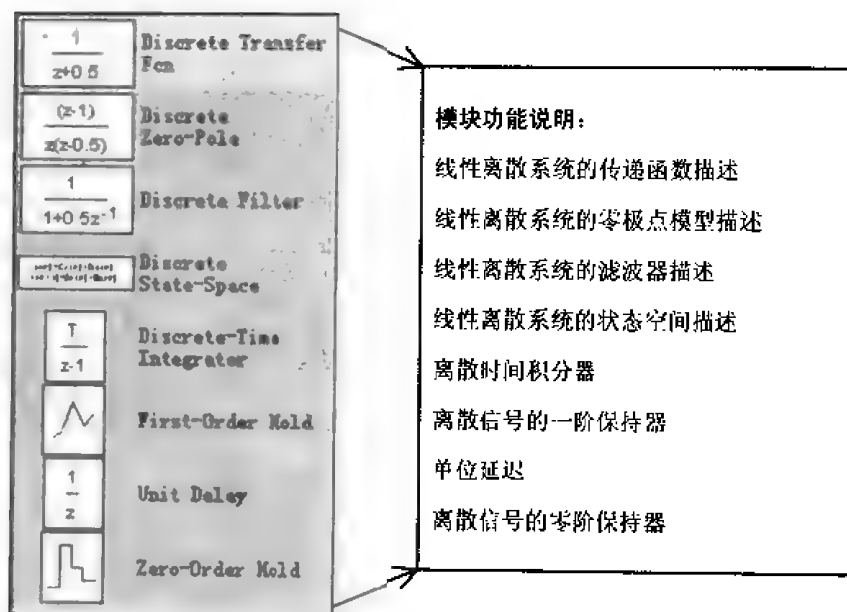 1
z+0.5
Discrete Transfer
Fcn
(z-1)
z(z-0.5)
Discrete
Zero-Pole
1
1+0.5z⁻¹
Discrete Filter
Discrete
State-Space
T
z-1
Discrete-Time
Integrator
First-Order Hold
1
z
Unit Delay
Zero-Order Hold
模块功能说明:
线性离散系统的传递函数描述
线性离散系统的零极点模型描述
线性离散系统的滤波器描述
线性离散系统的状态空间描述
离散时间积分器
离散信号的一阶保持器
单位延迟
离散信号的零阶保持器